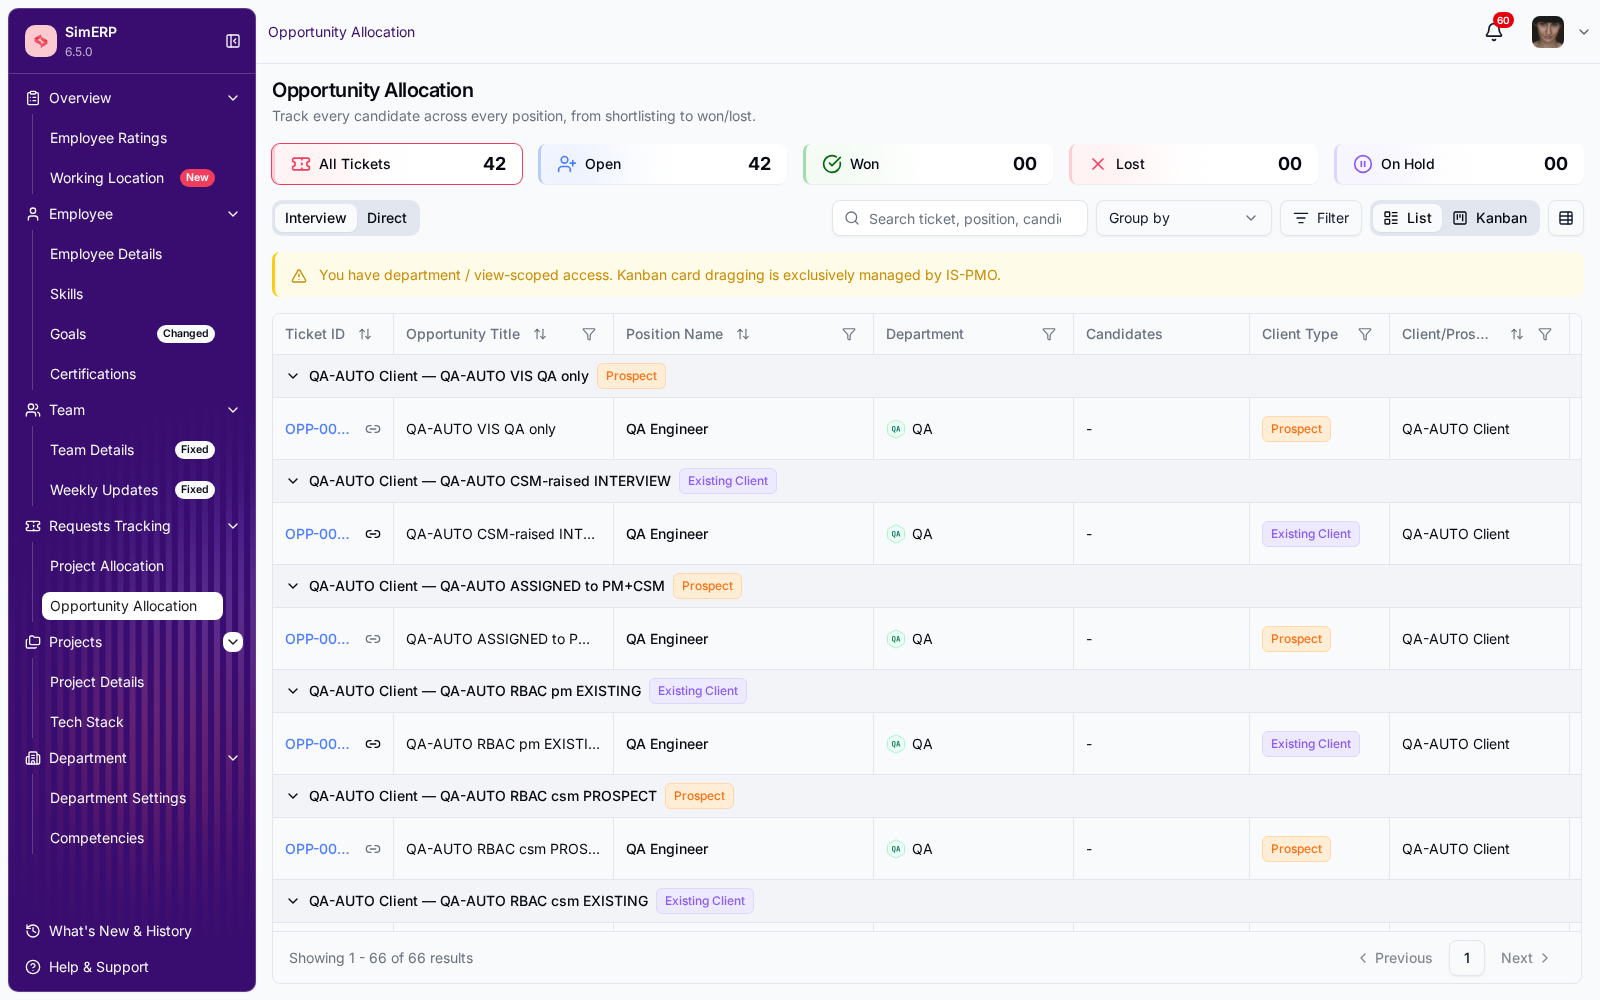 SimERP
6.5.0
Overview
Employee Ratings
Working Location New
Employee
Employee Details
Skills
Goals Changed
Certifications
Team
Team Details Fixed
Weekly Updates Fixed
Requests Tracking
Project Allocation
Opportunity Allocation
Projects
Project Details
Tech Stack
Department
Department Settings
Competencies
What's New & History
Help & Support
Opportunity Allocation
60
Opportunity Allocation
Track every candidate across every position, from shortlisting to won/lost.
All Tickets 42
Open 42
Won 00
Lost 00
On Hold 00
Interview Direct
Search ticket, position, candi
Group by
Filter
List Kanban
You have department / view-scoped access. Kanban card dragging is exclusively managed by IS-PMO.
Ticket ID Opportunity Title Position Name Department Candidates Client Type Client/Pros...
QA-AUTO Client — QA-AUTO VIS QA only Prospect
OPP-00... QA-AUTO VIS QA only QA Engineer QA QA - Prospect QA-AUTO Client
QA-AUTO Client — QA-AUTO CSM-raised INTERVIEW Existing Client
OPP-00... QA-AUTO CSM-raised INT... QA Engineer QA QA - Existing Client QA-AUTO Client
QA-AUTO Client — QA-AUTO ASSIGNED to PM+CSM Prospect
OPP-00... QA-AUTO ASSIGNED to P... QA Engineer QA QA - Prospect QA-AUTO Client
QA-AUTO Client — QA-AUTO RBAC pm EXISTING Existing Client
OPP-00... QA-AUTO RBAC pm EXISTI... QA Engineer QA QA - Existing Client QA-AUTO Client
QA-AUTO Client — QA-AUTO RBAC csm PROSPECT Prospect
OPP-00... QA-AUTO RBAC csm PROS... QA Engineer QA QA - Prospect QA-AUTO Client
QA-AUTO Client — QA-AUTO RBAC csm EXISTING Existing Client
Showing 1 - 66 of 66 results
Previous 1 Next